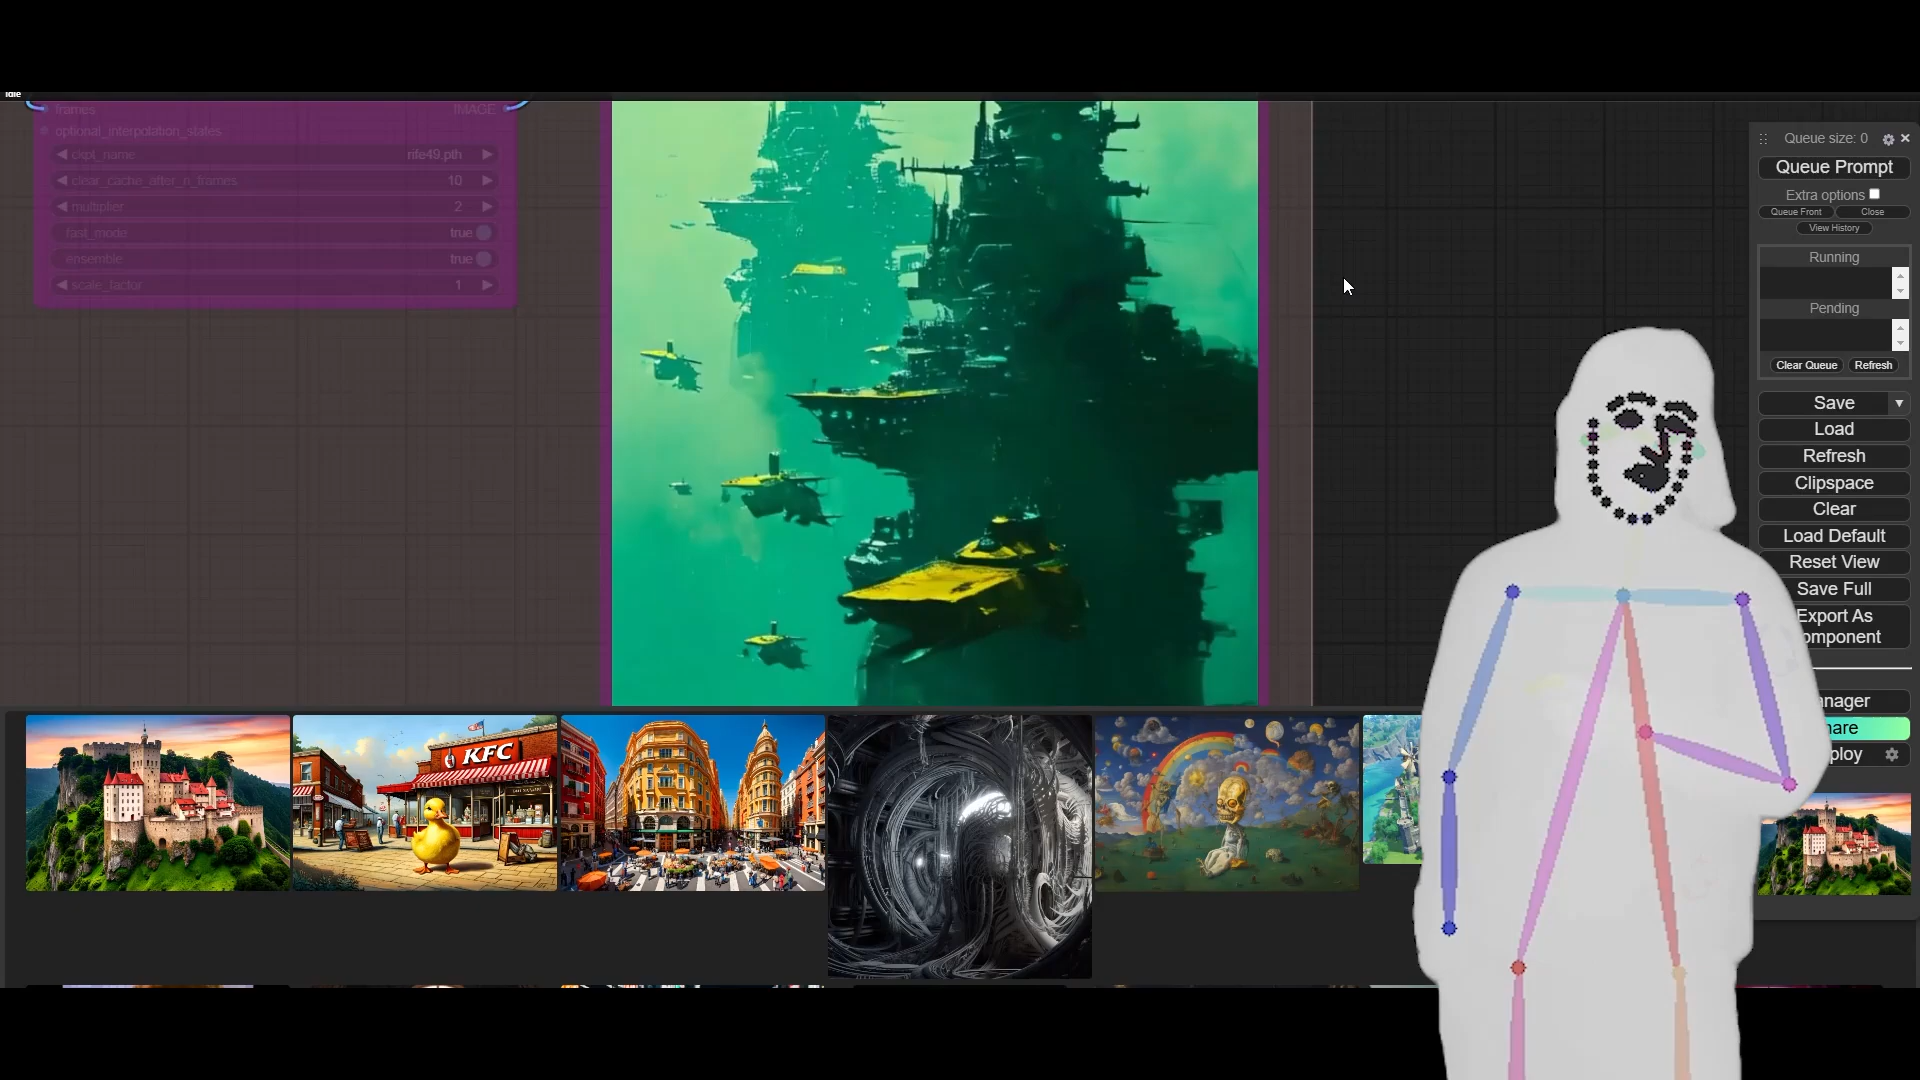 Idle
frames IMAGE
optional_interpolation_states
ckpt_name rife49.pth
clear_cache_after_n_frames 10
multiplier 2
fast_mode true
ensemble true
scale_factor 1
Queue size: 0
Queue Prompt
Extra options
Queue Front Close
View History
Running
Pending
Clear Queue Refresh
Save
Load
Refresh
Clipspace
Clear
Load Default
Reset View
Save Full
Export As
omponent
nager
hare
ploy
KFC